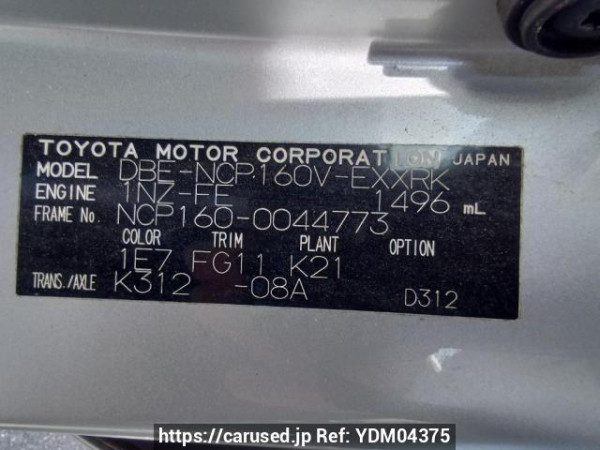 TOYOTA MOTOR CORPORATION JAPAN
MODEL DBE-NCP160V-EXXRK
ENGINE 1NZ-FE 1496 mL
FRAME No. NCP160-0044773
COLOR TRIM PLANT OPTION
1E7 FG11 K21
TRANS./AXLE K312 -08A D312
https://carused.jp Ref: YDM04375